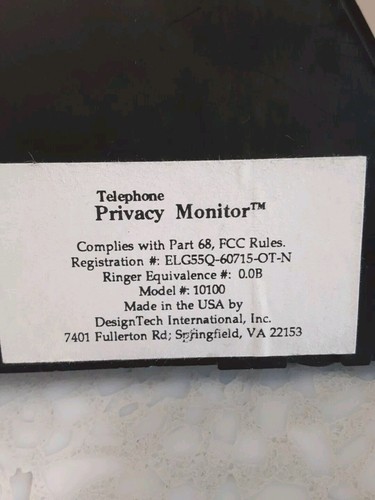 Telephone
Privacy Monitor™
Complies with Part 68, FCC Rules.
Registration #: ELG55Q-60715-OT-N
Ringer Equivalence #: 0.0B
Model #: 10100
Made in the USA by
DesignTech International, Inc.
7401 Fullerton Rd; Springfield, VA 22153